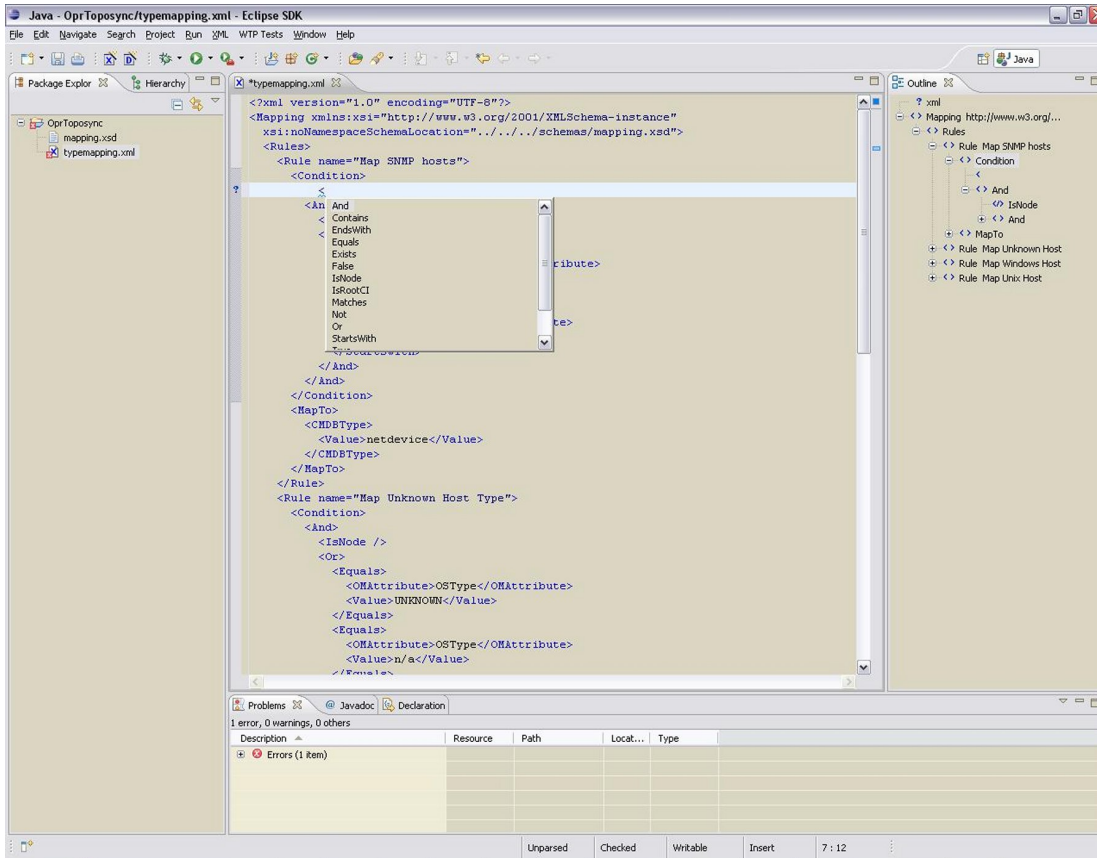 Java - OprToposync/typemapping.xml - Eclipse SDK
File Edit Navigate Search Project Run XML WTP Tests Window Help
Java
Package Explor
Hierarchy
OprToposync
mapping.xsd
typemapping.xml
*typemapping.xml
<?xml version="1.0" encoding="UTF-8"?>
<Mapping xmlns:xsi="http://www.w3.org/2001/XMLSchema-instance"
xsi:noNamespaceSchemaLocation="../../../schemas/mapping.xsd">
<Rules>
<Rule name="Map SNMP hosts">
<Condition>
<
<An
<
<
And
Contains
EndsWith
Equals
Exists
False
IsNode
IsRootCI
Matches
Not
Or
StartsWith
ribute>
te>
</And>
</And>
</Condition>
<MapTo>
<CMDBType>
<Value>netdevice</Value>
</CMDBType>
</MapTo>
</Rule>
<Rule name="Map Unknown Host Type">
<Condition>
<And>
<IsNode />
<Or>
<Equals>
<OMAttribute>OSType</OMAttribute>
<Value>UNKNOWN</Value>
</Equals>
<Equals>
<OMAttribute>OSType</OMAttribute>
<Value>n/a</Value>
</Equals>
Outline
? xml
Mapping http://www.w3.org/...
<> Rules
<> Rule Map SNMP hosts
<> Condition
<
<> And
</> IsNode
<> And
<> MapTo
<> Rule Map Unknown Host
<> Rule Map Windows Host
<> Rule Map Unix Host
Problems
@ Javadoc
Declaration
1 error, 0 warnings, 0 others
Description Resource Path Locat... Type
Errors (1 item)
Unparsed Checked Writable Insert 7 : 12